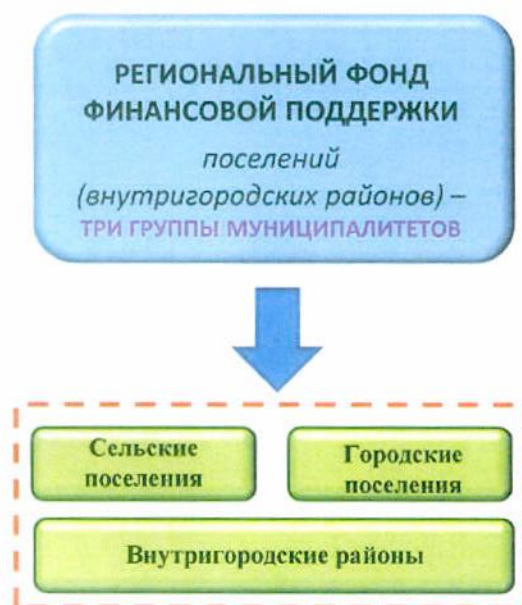 РЕГИОНАЛЬНЫЙ ФОНД
ФИНАНСОВОЙ ПОДДЕРЖКИ
поселений
(внутригородских районов) –
ТРИ ГРУППЫ МУНИЦИПАЛИТЕТОВ
Сельские
поселения
Городские
поселения
Внутригородские районы